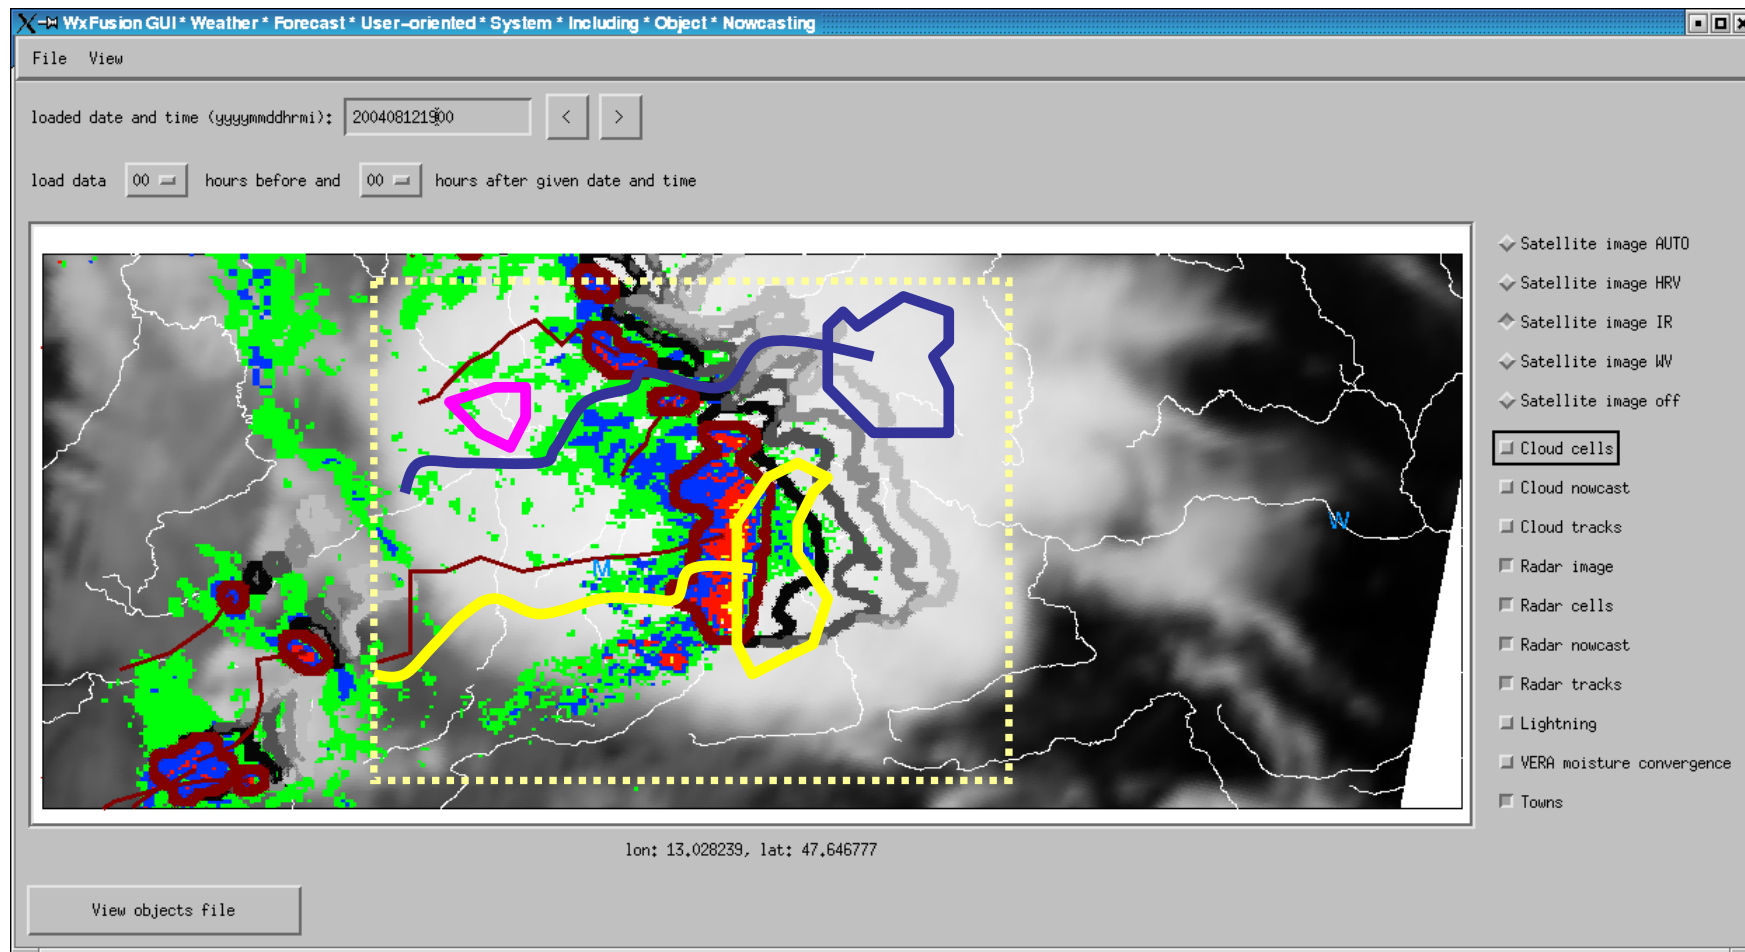 WxFusion GUI * Weather * Forecast * User-oriented * System * Including * Object * Nowcasting
File View
loaded date and time (yyyymmddhrmi): 200408121900 < >
load data 00 hours before and 00 hours after given date and time
Satellite image AUTO
Satellite image HRV
Satellite image IR
Satellite image WV
Satellite image off
Cloud cells
Cloud nowcast
Cloud tracks
Radar image
Radar cells
Radar nowcast
Radar tracks
Lightning
VERA moisture convergence
Towns
W
M
lon: 13.028239, lat: 47.646777
View objects file